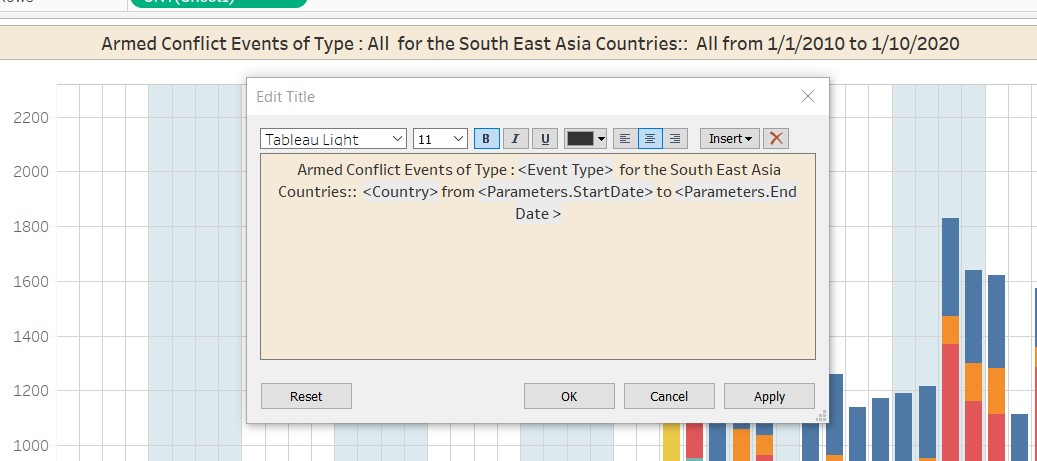 Armed Conflict Events of Type : All  for the South East Asia Countries::  All from 1/1/2010 to 1/10/2020
Edit Title
Tableau Light
11
B
I
U
Insert
Armed Conflict Events of Type : <Event Type>  for the South East Asia
Countries::  <Country> from <Parameters.StartDate> to <Parameters.End
Date >
Reset
OK
Cancel
Apply
2200
2000
1800
1600
1400
1200
1000